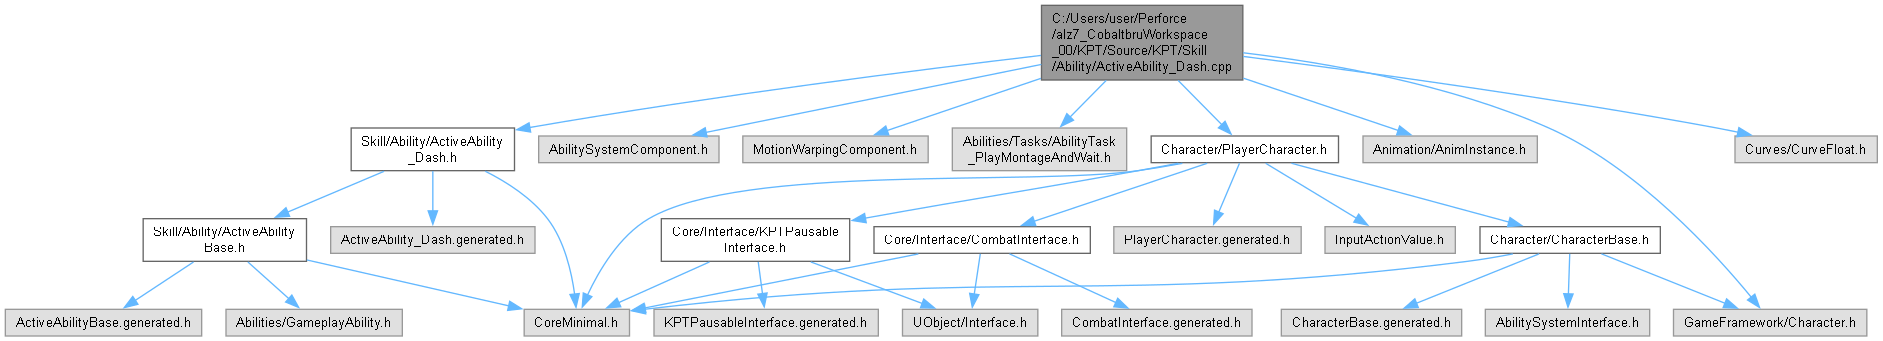 C:/Users/user/Perforce
/alz7_CobaltbruWorkspace
_00/KPT/Source/KPT/Skill
/Ability/ActiveAbility_Dash.cpp
Skill/Ability/ActiveAbility
_Dash.h
AbilitySystemComponent.h
MotionWarpingComponent.h
Abilities/Tasks/AbilityTask
_PlayMontageAndWait.h
Character/PlayerCharacter.h
Animation/AnimInstance.h
Curves/CurveFloat.h
Skill/Ability/ActiveAbility
Base.h
ActiveAbility_Dash.generated.h
Core/Interface/KPTPausable
Interface.h
Core/Interface/CombatInterface.h
PlayerCharacter.generated.h
InputActionValue.h
Character/CharacterBase.h
ActiveAbilityBase.generated.h
Abilities/GameplayAbility.h
CoreMinimal.h
KPTPausableInterface.generated.h
UObject/Interface.h
CombatInterface.generated.h
CharacterBase.generated.h
AbilitySystemInterface.h
GameFramework/Character.h